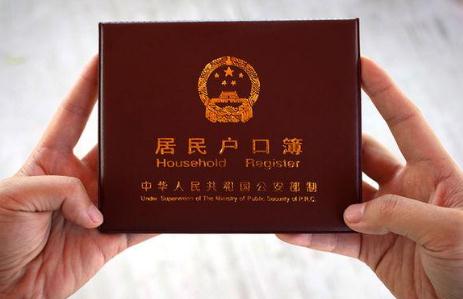 居民户口簿
Household Register
中华人民共和国公安部制
Under Supervision of The Ministry of Public Security of P.R.C.